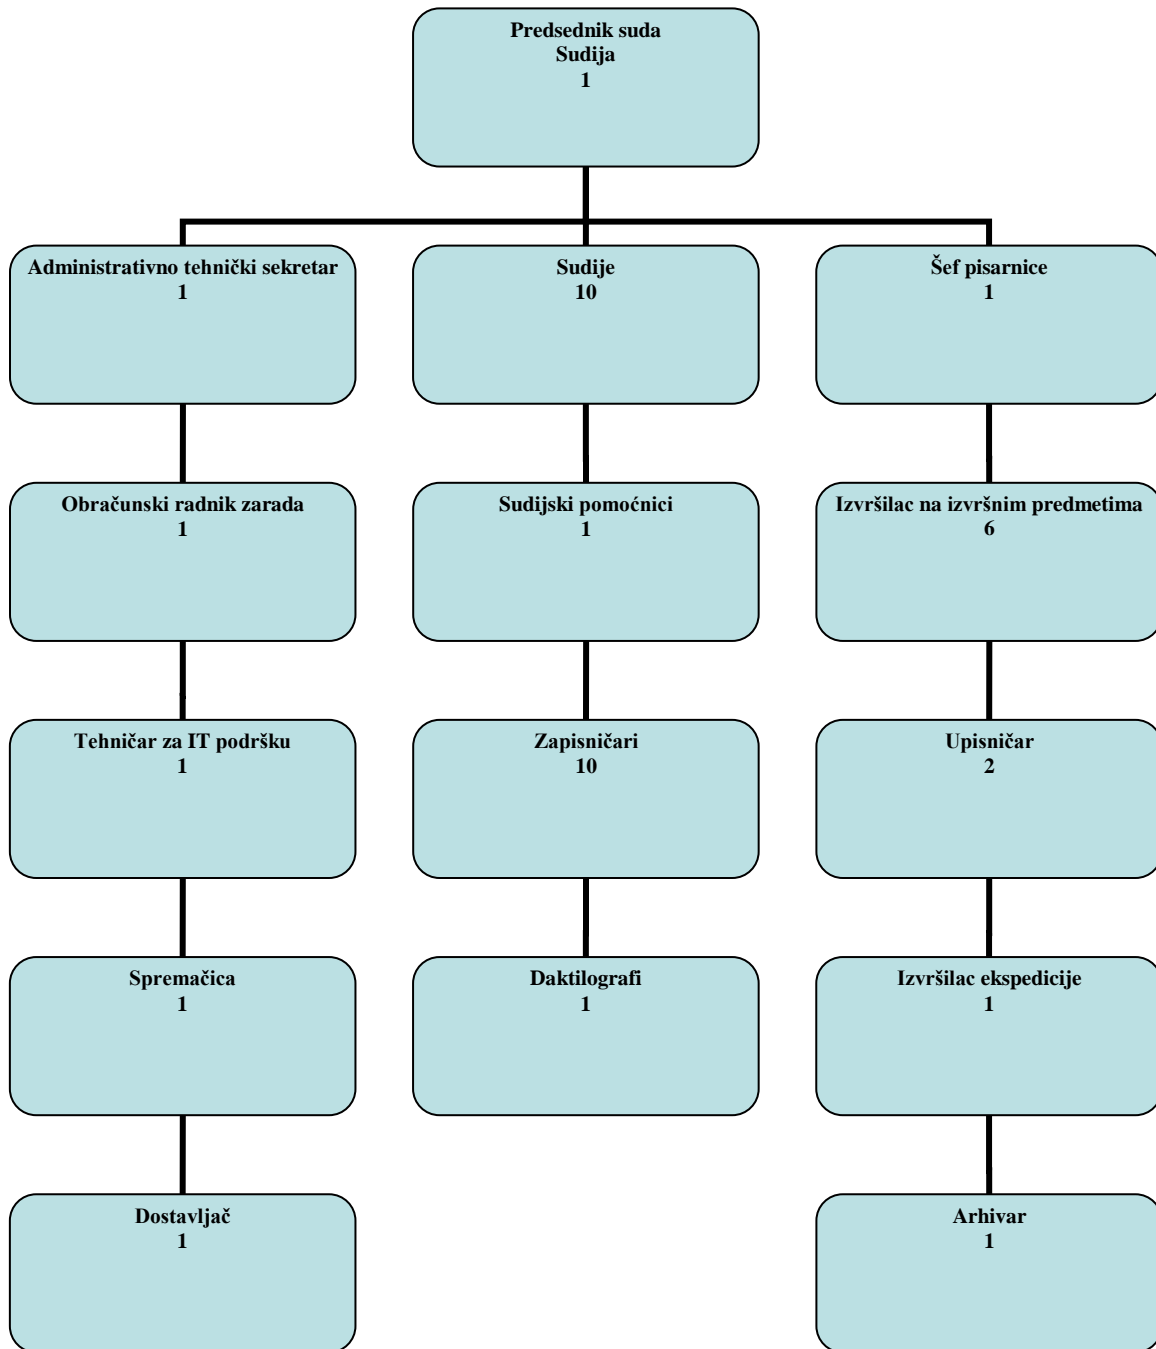 Predsednik suda
Sudija
1
Administrativno tehnički sekretar
1
Sudije
10
Šef pisarnice
1
Obračunski radnik zarada
1
Sudijski pomoćnici
1
Izvršilac na izvršnim predmetima
6
Tehničar za IT podršku
1
Zapisničari
10
Upisničar
2
Spremačica
1
Daktilografi
1
Izvršilac ekspedicije
1
Dostavljač
1
Arhivar
1